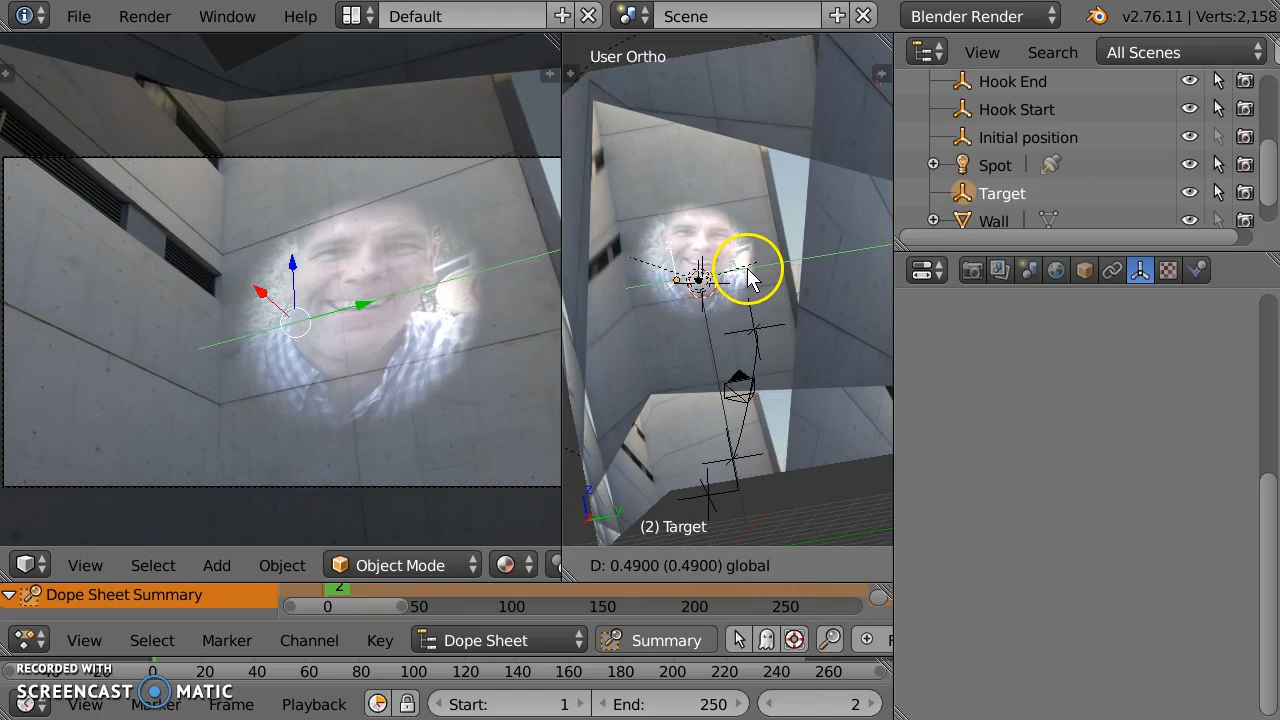 File Render Window Help Default Scene Blender Render v2.76.11 | Verts:2,158
User Ortho
View Search All Scenes
Hook End
Hook Start
Initial position
Spot
Target
Wall
(2) Target
View Select Add Object Object Mode
D: 0.4900 (0.4900) global
Dope Sheet Summary
2
0 50 100 150 200 250
View Select Marker Channel Key Dope Sheet Summary
RECORDED WITH
0 20 40 60 80 100 120 140 160 180 200 220 240 260
SCREENCAST MATIC
View Marker Frame Playback Start: 1 End: 250 2